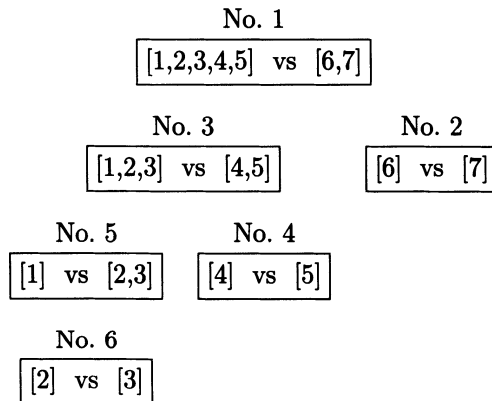 No. 1
[1,2,3,4,5] vs [6,7]
No. 3
No. 2
[1,2,3] vs [4,5]
[6] vs [7]
No. 5
No. 4
[1] vs [2,3]
[4] vs [5]
No. 6
[2] vs [3]